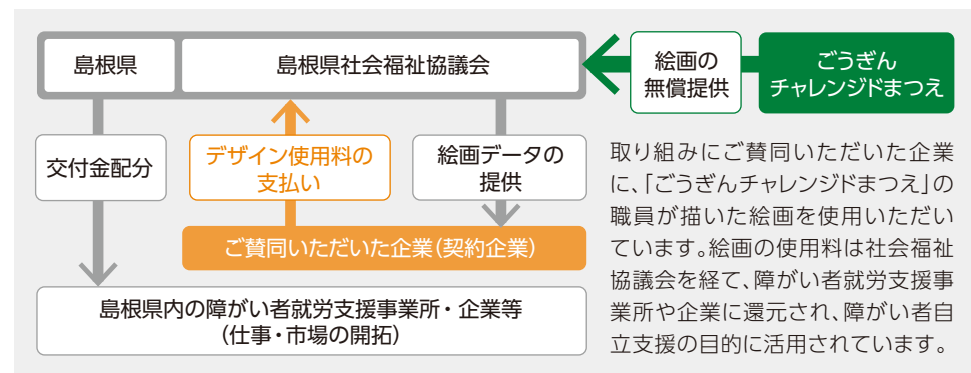 島根県
島根県社会福祉協議会
絵画の
無償提供
ごうぎん
チャレンジドまつえ
交付金配分
デザイン使用料の
支払い
絵画データの
提供
ご賛同いただいた企業(契約企業)
島根県内の障がい者就労支援事業所・企業等
(仕事・市場の開拓)
取り組みにご賛同いただいた企業
に、「ごうぎんチャレンジドまつえ」の
職員が描いた絵画を使用いただい
ています。絵画の使用料は社会福祉
協議会を経て、障がい者就労支援事
業所や企業に還元され、障がい者自
立支援の目的に活用されています。